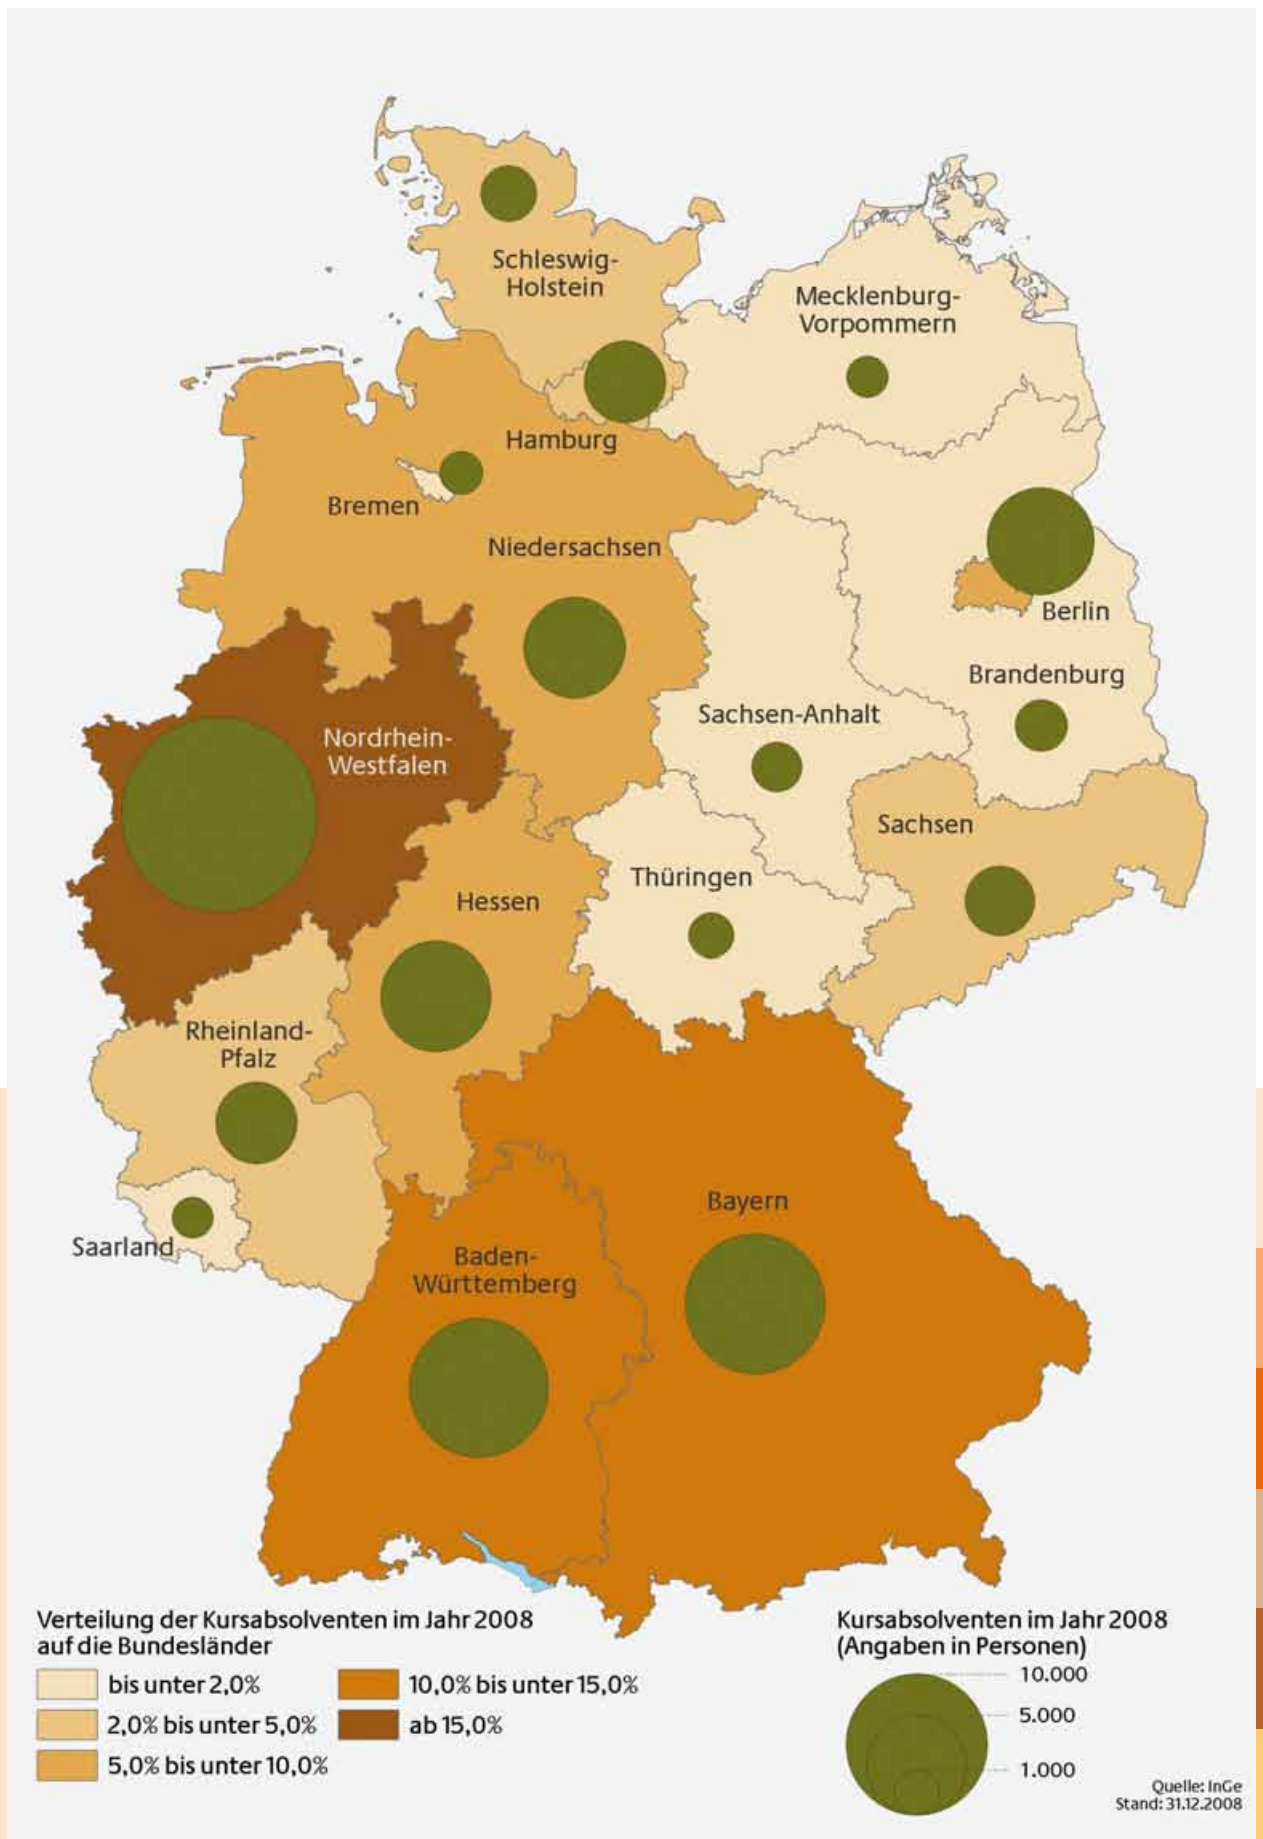 Schleswig-
Holstein
Mecklenburg-
Vorpommern
Hamburg
Bremen
Niedersachsen
Berlin
Brandenburg
Sachsen-Anhalt
Nordrhein-
Westfalen
Sachsen
Thüringen
Hessen
Rheinland-
Pfalz
Bayern
Saarland
Baden-
Württemberg
Verteilung der Kursabsolventen im Jahr 2008
auf die Bundesländer
bis unter 2,0%
2,0% bis unter 5,0%
5,0% bis unter 10,0%
10,0% bis unter 15,0%
ab 15,0%
Kursabsolventen im Jahr 2008
(Angaben in Personen)
10.000
5.000
1.000
Quelle: InGe
Stand: 31.12.2008